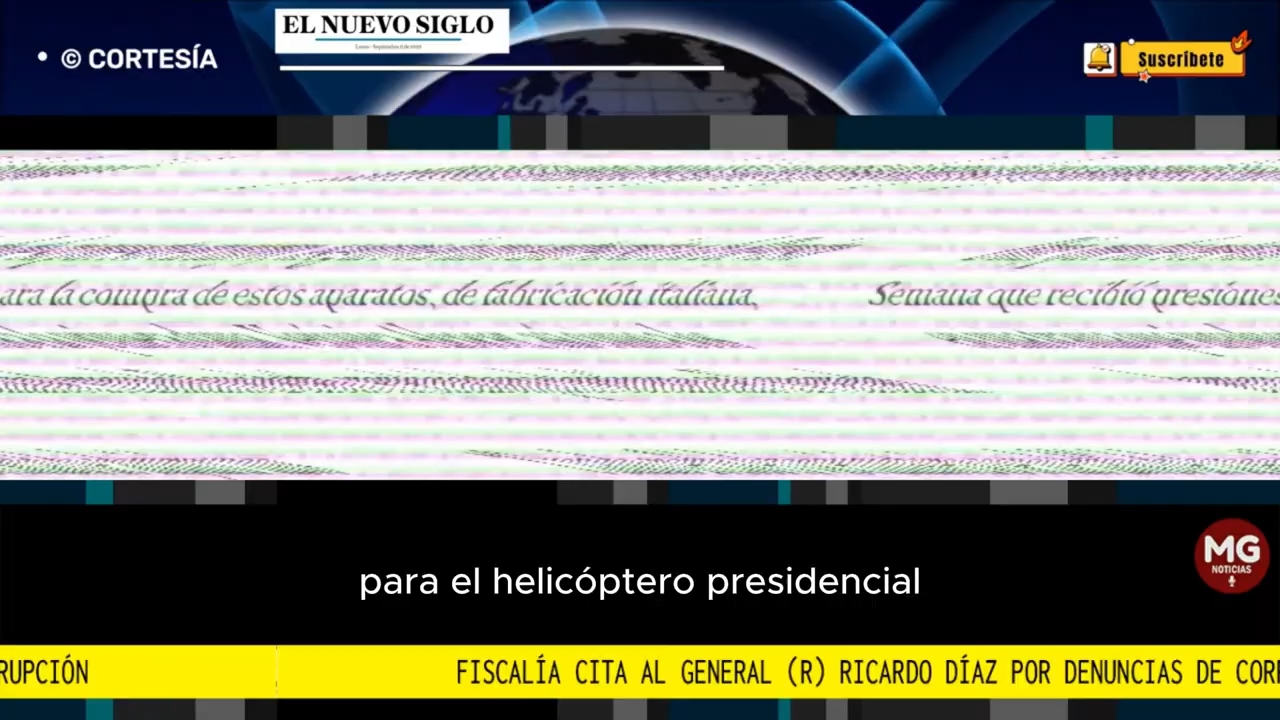 EL NUEVO SIGLO
• © CORTESÍA
Suscríbete
ara la compra de estos aparatos, de fabricación italiana, Semana que recibió presiones
para el helicóptero presidencial
MG
NOTICIAS
RUPCIÓN FISCALÍA CITA AL GENERAL (R) RICARDO DÍAZ POR DENUNCIAS DE COR